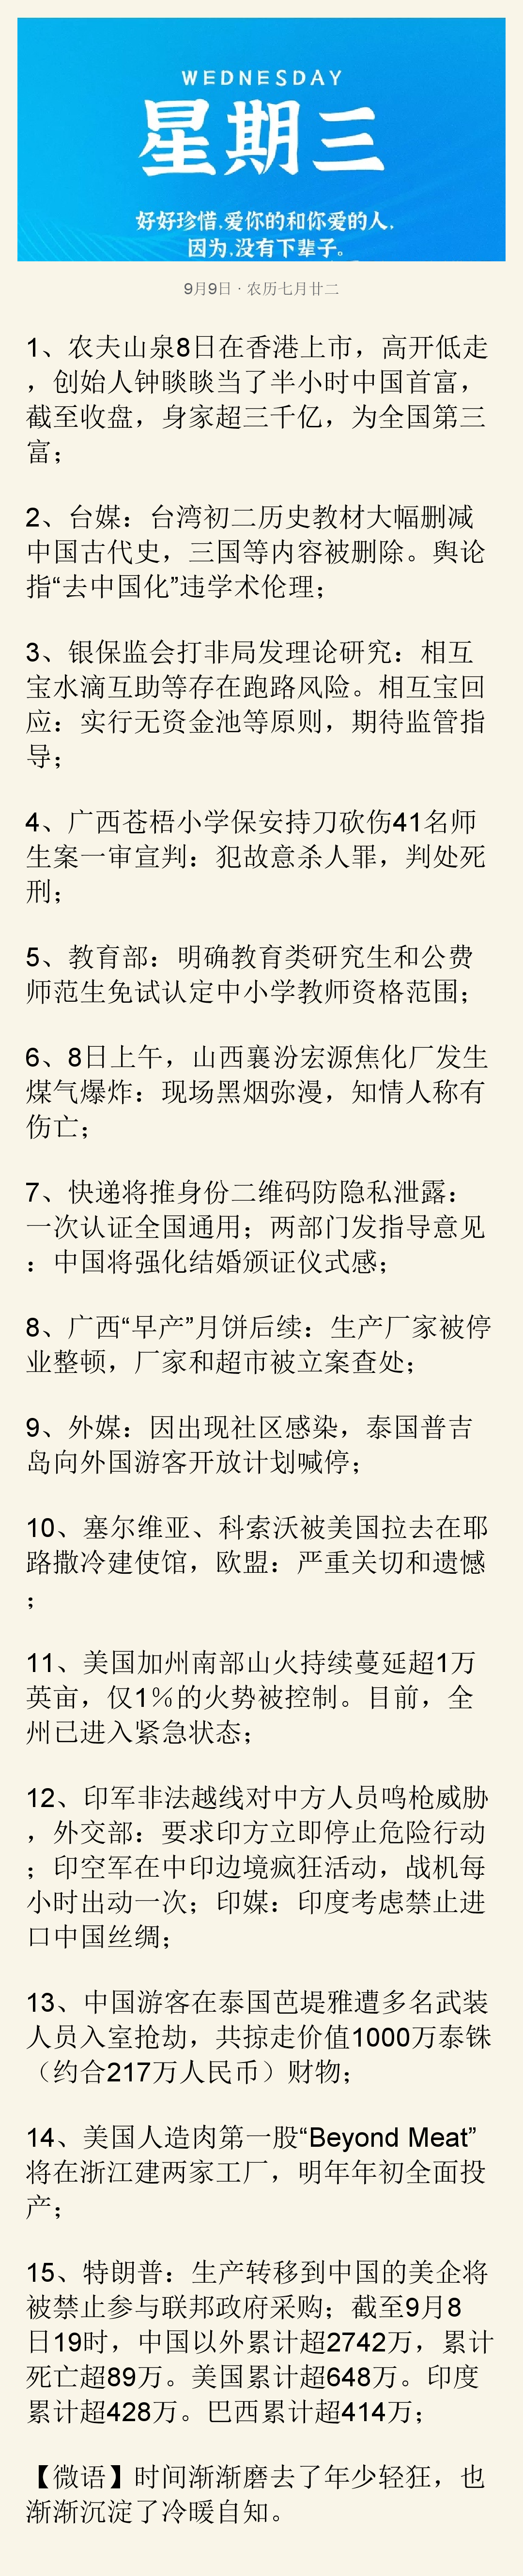 WEDNESDAY
星期三
好好珍惜,爱你的和你爱的人,
因为,没有下辈子。
9月9日 · 农历七月廿二
1、农夫山泉8日在香港上市，高开低走
，创始人钟睒睒当了半小时中国首富，
截至收盘，身家超三千亿，为全国第三
富；
2、台媒：台湾初二历史教材大幅删减
中国古代史，三国等内容被删除。舆论
指“去中国化”违学术伦理；
3、银保监会打非局发理论研究：相互
宝水滴互助等存在跑路风险。相互宝回
应：实行无资金池等原则，期待监管指
导；
4、广西苍梧小学保安持刀砍伤41名师
生案一审宣判：犯故意杀人罪，判处死
刑；
5、教育部：明确教育类研究生和公费
师范生免试认定中小学教师资格范围；
6、8日上午，山西襄汾宏源焦化厂发生
煤气爆炸：现场黑烟弥漫，知情人称有
伤亡；
7、快递将推身份二维码防隐私泄露：
一次认证全国通用；两部门发指导意见
：中国将强化结婚颁证仪式感；
8、广西“早产”月饼后续：生产厂家被停
业整顿，厂家和超市被立案查处；
9、外媒：因出现社区感染，泰国普吉
岛向外国游客开放计划喊停；
10、塞尔维亚、科索沃被美国拉去在耶
路撒冷建使馆，欧盟：严重关切和遗憾
；
11、美国加州南部山火持续蔓延超1万
英亩，仅1%的火势被控制。目前，全
州已进入紧急状态；
12、印军非法越线对中方人员鸣枪威胁
，外交部：要求印方立即停止危险行动
；印空军在中印边境疯狂活动，战机每
小时出动一次；印媒：印度考虑禁止进
口中国丝绸；
13、中国游客在泰国芭堤雅遭多名武装
人员入室抢劫，共掠走价值1000万泰铢
（约合217万人民币）财物；
14、美国人造肉第一股“Beyond Meat”
将在浙江建两家工厂，明年年初全面投
产；
15、特朗普：生产转移到中国的美企将
被禁止参与联邦政府采购；截至9月8
日19时，中国以外累计超2742万，累计
死亡超89万。美国累计超648万。印度
累计超428万。巴西累计超414万；
【微语】时间渐渐磨去了年少轻狂，也
渐渐沉淀了冷暖自知。